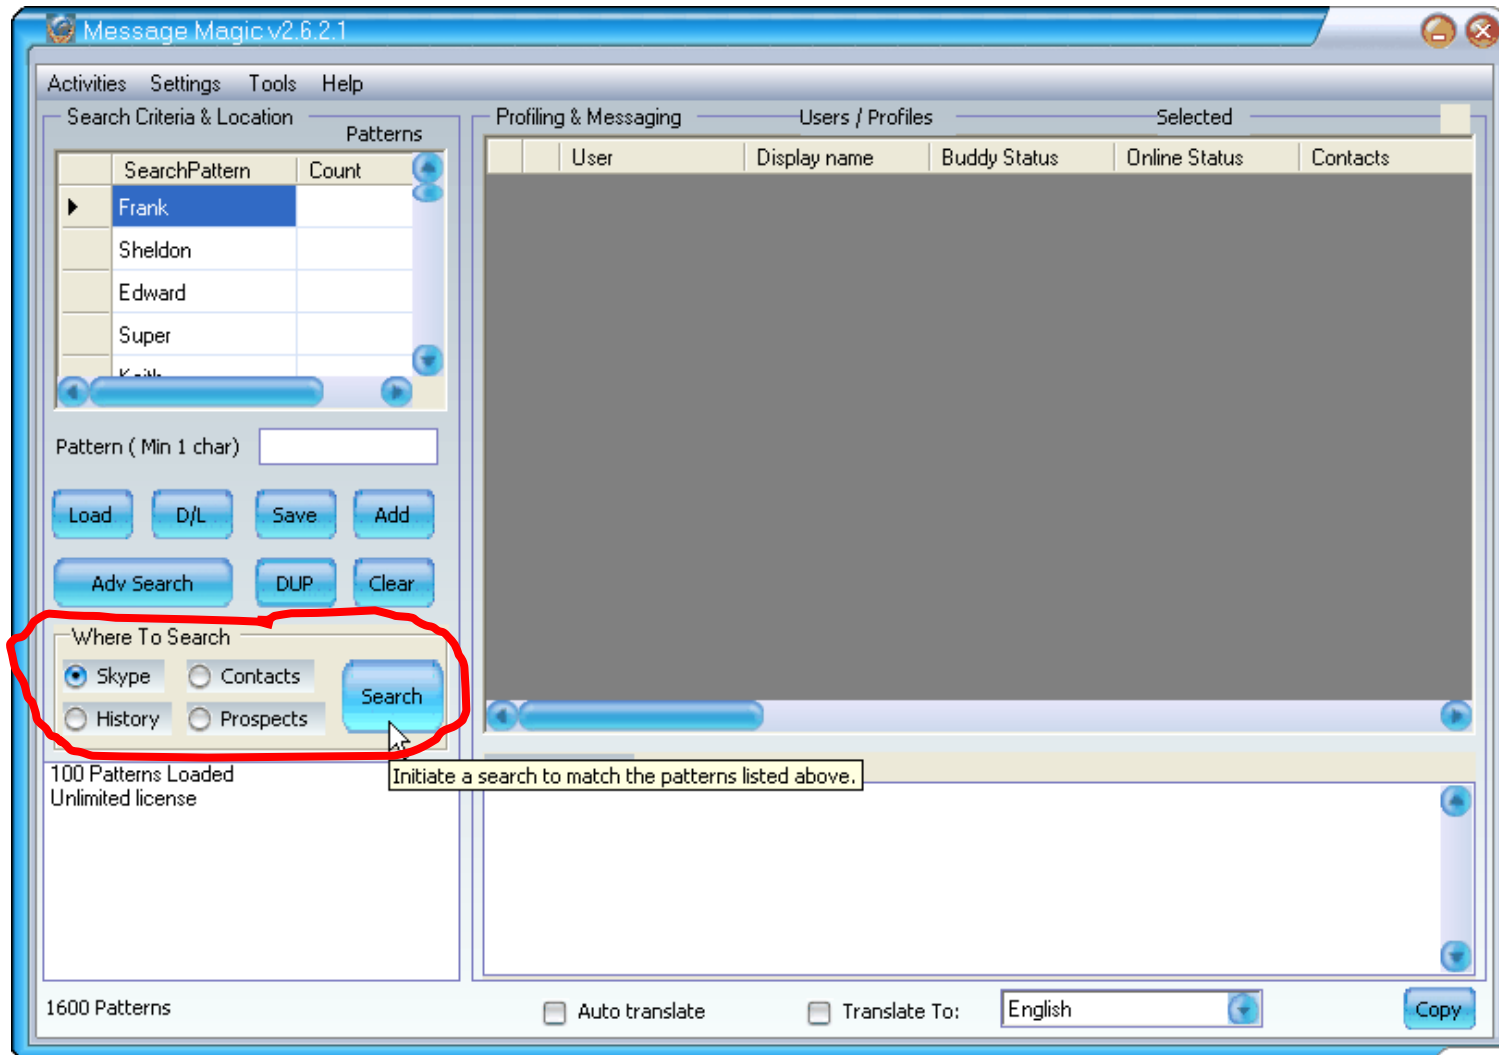 Message Magic v2.6.2.1
Activities Settings Tools Help
Search Criteria & Location
Patterns
SearchPattern Count
Frank
Sheldon
Edward
Super
Keith
Pattern ( Min 1 char)
Load D/L Save Add
Adv Search DUP Clear
Where To Search
Skype Contacts
History Prospects
Search
100 Patterns Loaded
Unlimited license
1600 Patterns
Profiling & Messaging Users / Profiles Selected
User Display name Buddy Status Online Status Contacts
Initiate a search to match the patterns listed above.
Auto translate Translate To: English Copy